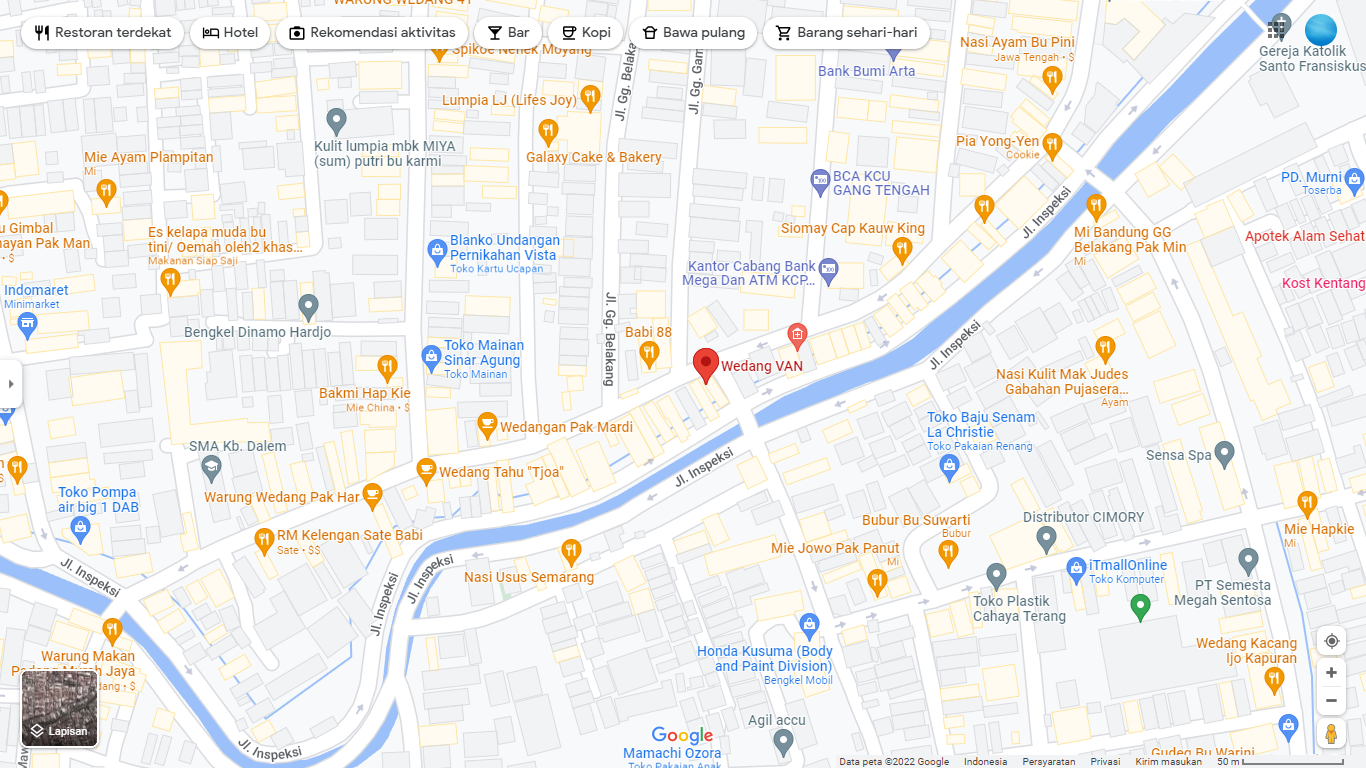 WARUNG WEDANG 41
Restoran terdekat
Hotel
Rekomendasi aktivitas
Bar
Kopi
Bawa pulang
Barang sehari-hari
Spikoe Nenek Moyang
Nasi Ayam Bu Pini
Jawa Tengah • $
Gereja Katolik
Santo Fransiskus
Bank Bumi Arta
Jl. Gg. Belaka
Jl. Gg. Gam
Lumpia LJ (Lifes Joy)
Kulit lumpia mbk MIYA
(sum) putri bu karmi
Galaxy Cake & Bakery
Pia Yong-Yen
Cookie
Mie Ayam Plampitan
Mi
BCA KCU
GANG TENGAH
PD. Murni
Toserba
Jl. Inspeksi
u Gimbal
ayan Pak Man
• $
Es kelapa muda bu
tini/ Oemah oleh2 khas...
Makanan Siap Saji
Blanko Undangan
Pernikahan Vista
Toko Kartu Ucapan
Siomay Cap Kauw King
Mi Bandung GG
Belakang Pak Min
Mi
Apotek Alam Sehat
Kantor Cabang Bank
Mega Dan ATM KCP...
Kost Kentang
Indomaret
Minimarket
Jl. Gg. Belakang
Bengkel Dinamo Hardjo
Babi 88
Jl. Inspeksi
Toko Mainan
Sinar Agung
Toko Mainan
Wedang VAN
Nasi Kulit Mak Judes
Gabahan Pujasera...
Ayam
Bakmi Hap Kie
Mie China • $
Toko Baju Senam
La Christie
Toko Pakaian Renang
Wedangan Pak Mardi
SMA Kb. Dalem
Sensa Spa
Jl. Inspeksi
Wedang Tahu "Tjoa"
Toko Pompa
air big 1 DAB
Warung Wedang Pak Har
Bubur Bu Suwarti
Bubur
Distributor CIMORY
Mie Hapkie
Mi
RM Kelengan Sate Babi
Sate • $$
Mie Jowo Pak Panut
Mi
Nasi Usus Semarang
iTmallOnline
Toko Komputer
PT Semesta
Megah Sentosa
Jl. Inspeksi
Jl. Inspeksi
Jl. Inspeksi
Toko Plastik
Cahaya Terang
Warung Makan
Padang Murah Jaya
dang • $
Honda Kusuma (Body
and Paint Division)
Bengkel Mobil
Wedang Kacang
Ijo Kapuran
Lapisan
Jl. Inspeksi
Agil accu
Google
Mamachi Ozora
Toko Pakaian Anak
Gudeg Bu Warini
Data peta ©2022 Google
Indonesia
Persyaratan
Privasi
Kirim masukan
50 m